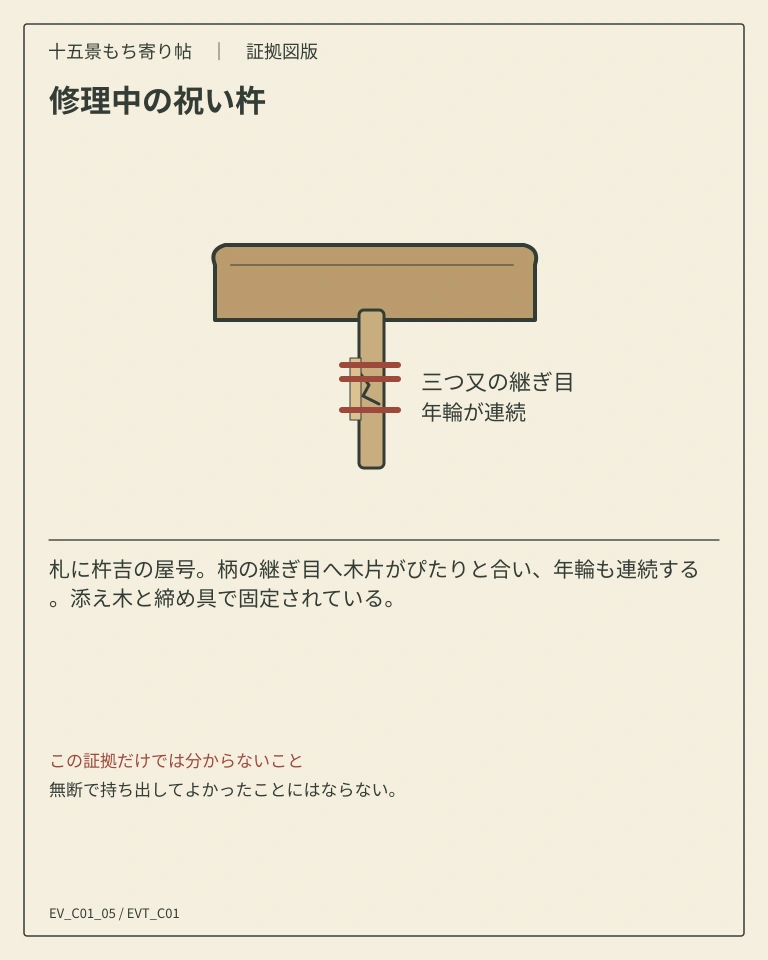 十五景もち寄り帖 ｜ 証拠図版
修理中の祝い杵
三つ又の継ぎ目
年輪が連続
札に杵吉の屋号。柄の継ぎ目へ木片がぴたりと合い、年輪も連続する
。添え木と締め具で固定されている。
この証拠だけでは分からないこと
無断で持ち出してよかったことにはならない。
EV_C01_05 / EVT_C01